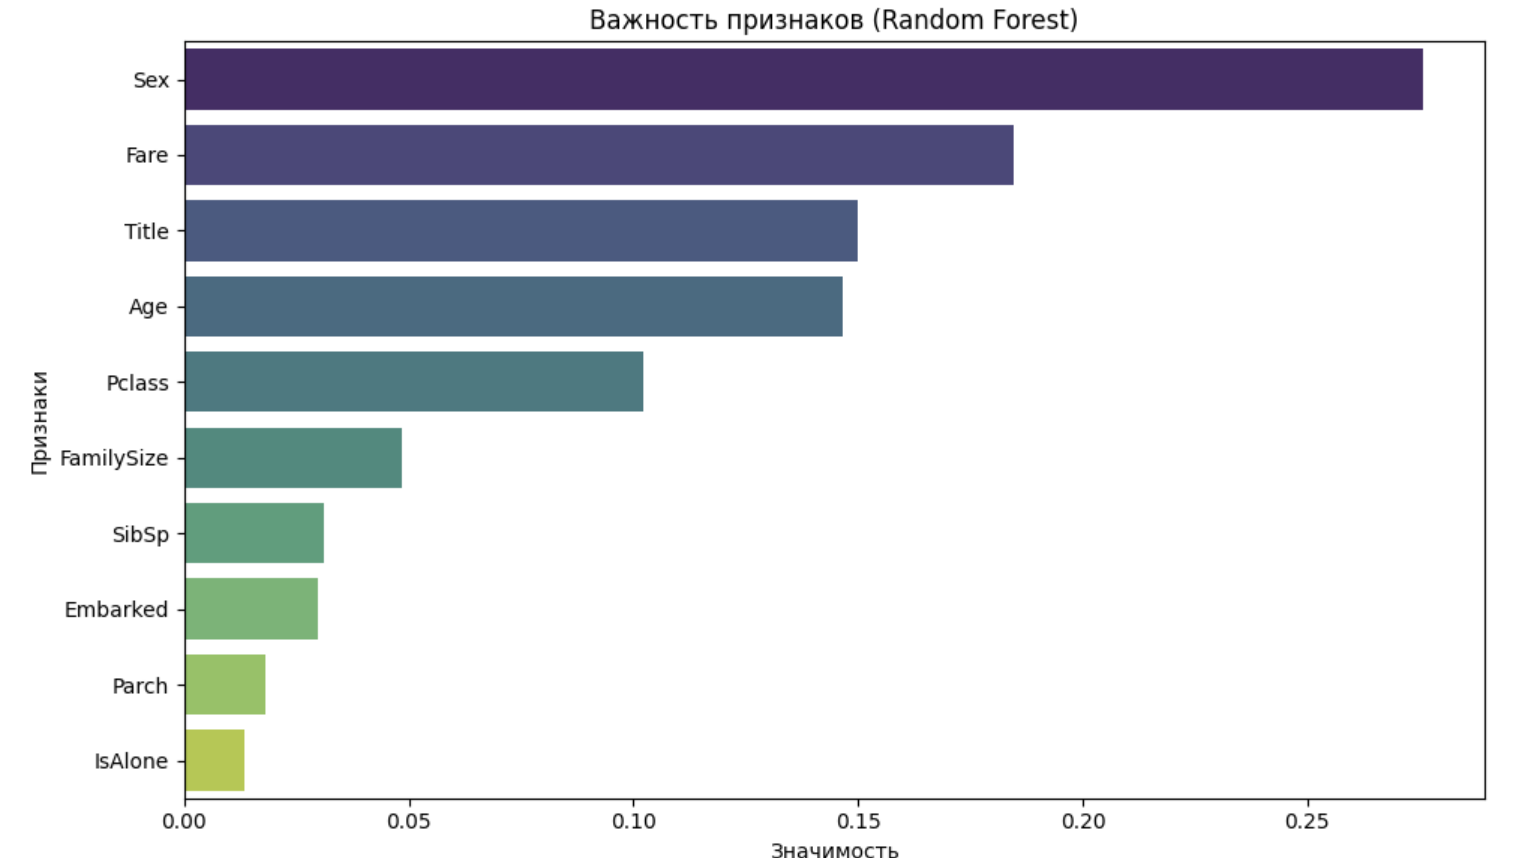 Важность признаков (Random Forest)
Признаки
Sex
Fare
Title
Age
Pclass
FamilySize
SibSp
Embarked
Parch
IsAlone
0.00 0.05 0.10 0.15 0.20 0.25
Значимость